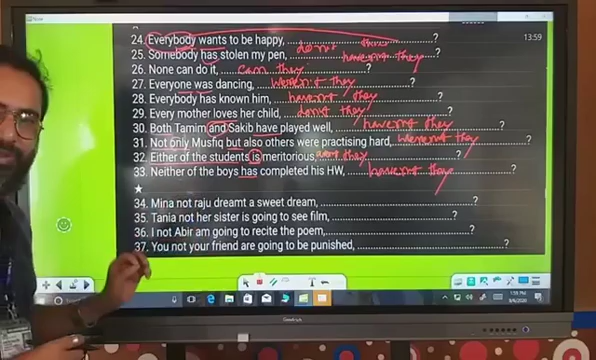 13:59
24. Everybody wants to be happy, don't they ?
25. Somebody has stolen my pen, haven't they ?
26. None can do it, can they ?
27. Everyone was dancing, weren't they ?
28. Everybody has known him, haven't they ?
29. Every mother loves her child, don't they ?
30. Both Tamim and Sakib have played well, haven't they ?
31. Not only Musfiq but also others were practising hard, weren't they ?
32. Either of the students is meritorious, aren't they ?
33. Neither of the boys has completed his HW, haven't they ?
★
34. Mina not raju dreamt a sweet dream, ?
35. Tania not her sister is going to see film, ?
36. I not Abir am going to recite the poem, ?
37. You not your friend are going to be punished, ?